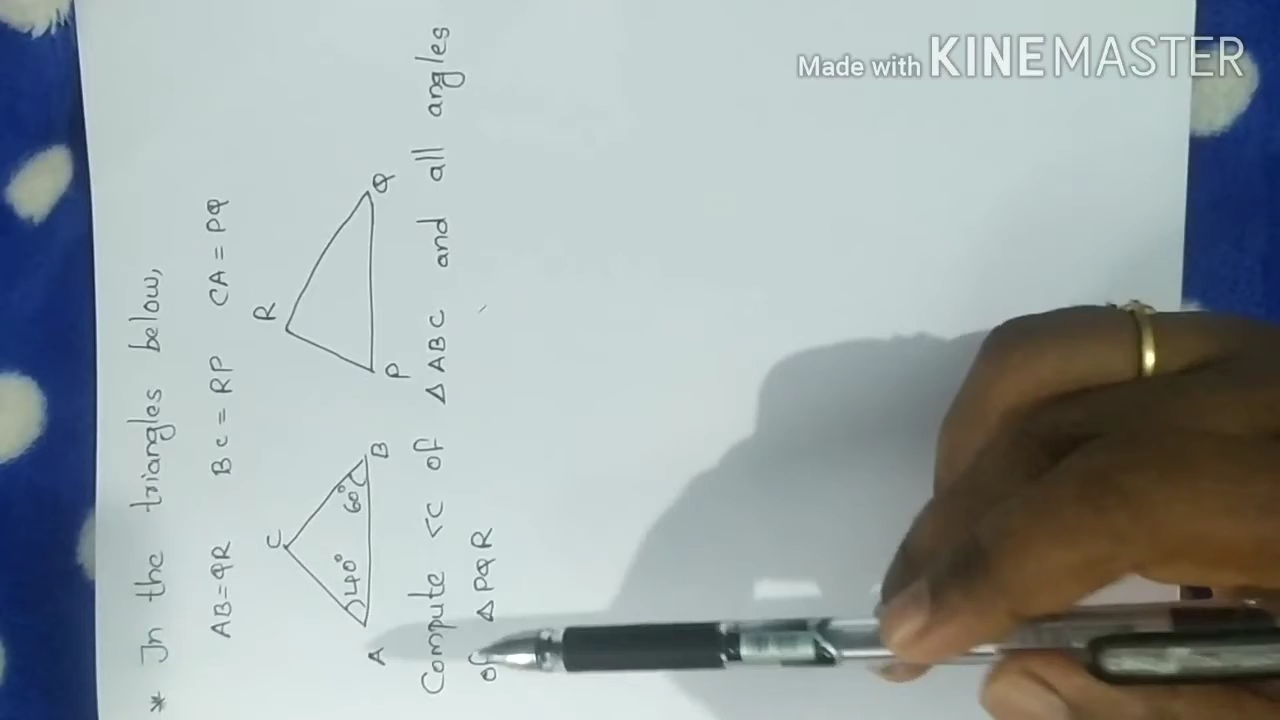 * In the triangles below,
AB = QR BC = RP CA = PQ
C
R
40°
60°
A
B
P
Q
Compute <C of △ABC and all angles
of △PQR
Made with KINEMASTER